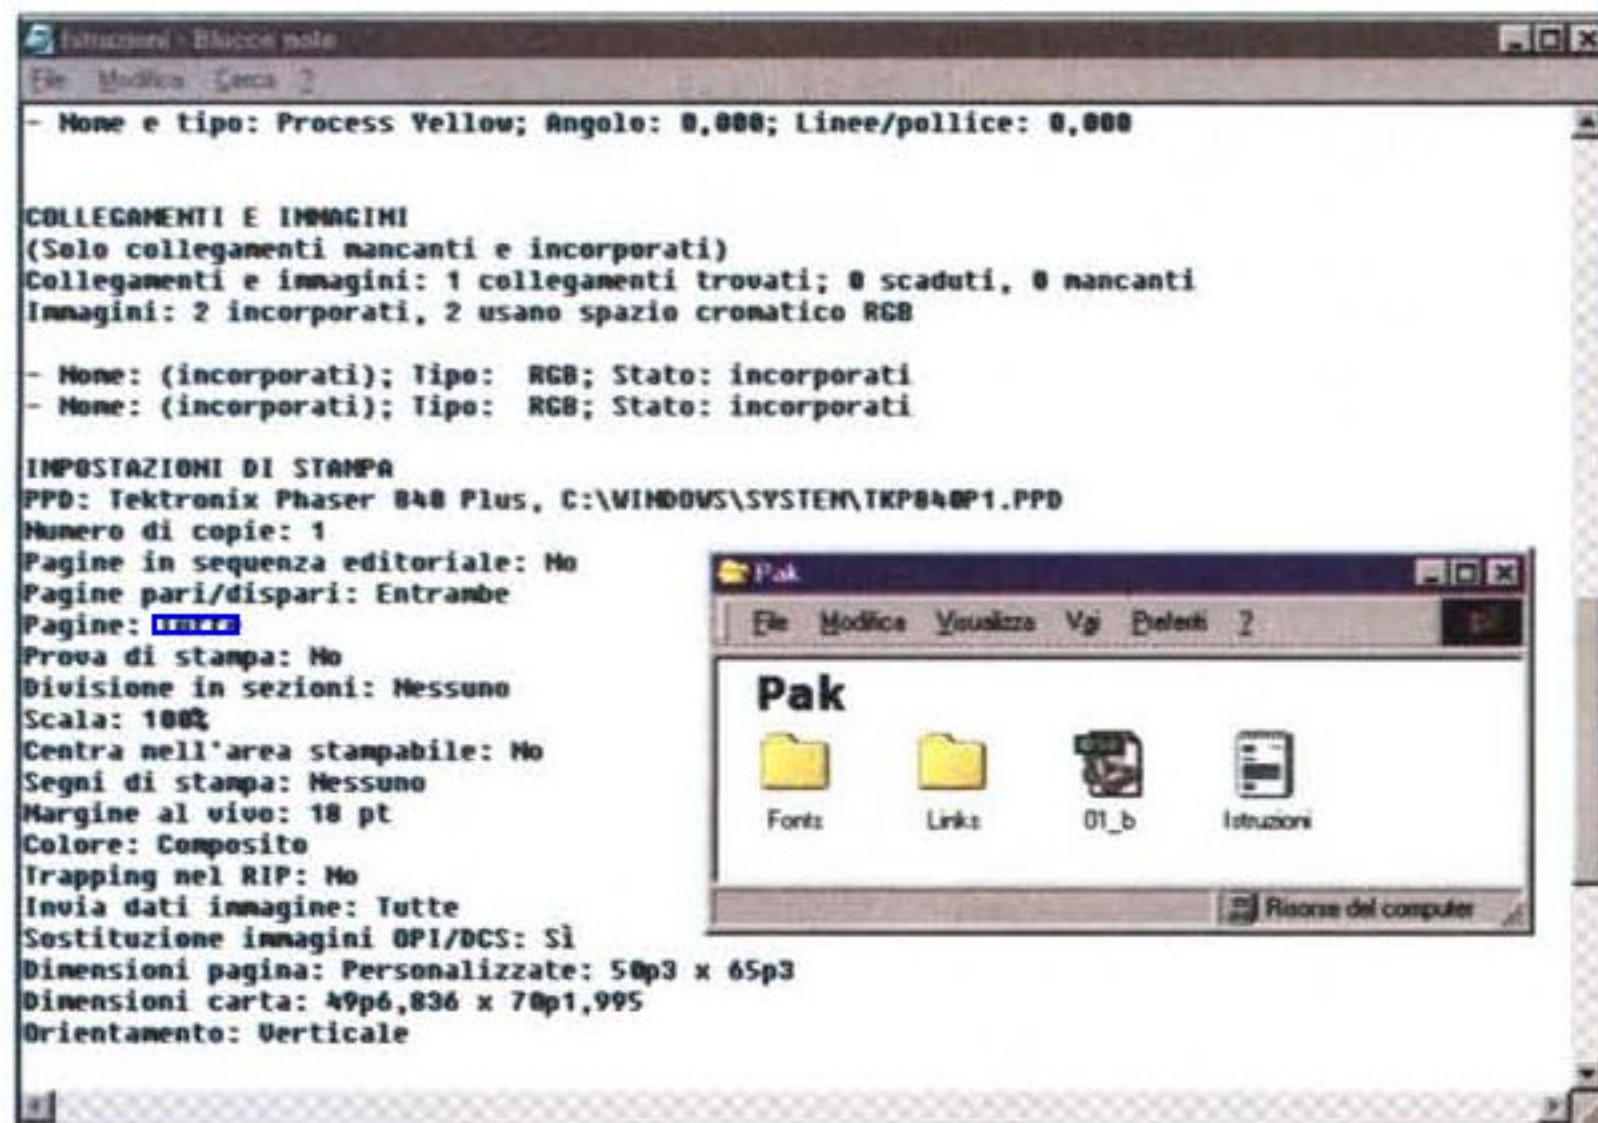 Istruzioni - Blocco note
File Modifica Cerca ?
- Nome e tipo: Process Yellow; Angolo: 0,000; Linee/pollice: 0,000
COLLEGAMENTI E IMMAGINI
(Solo collegamenti mancanti e incorporati)
Collegamenti e immagini: 1 collegamenti trovati; 0 scaduti, 0 mancanti
Immagini: 2 incorporati, 2 usano spazio cromatico RGB
- Nome: (incorporati); Tipo: RGB; Stato: incorporati
- Nome: (incorporati); Tipo: RGB; Stato: incorporati
IMPOSTAZIONI DI STAMPA
PPD: Tektronix Phaser 840 Plus, C:\WINDOWS\SYSTEM\TKP840P1.PPD
Numero di copie: 1
Pagine in sequenza editoriale: No
Pagine pari/dispari: Entrambe
Pagine:
Prova di stampa: No
Divisione in sezioni: Nessuno
Scala: 100%
Centra nell'area stampabile: No
Segni di stampa: Nessuno
Margine al vivo: 18 pt
Colore: Composito
Trapping nel RIP: No
Invia dati immagine: Tutte
Sostituzione immagini OPI/DCS: Sì
Dimensioni pagina: Personalizzate: 50p3 x 65p3
Dimensioni carta: 49p6,836 x 70p1,995
Orientamento: Verticale
Pak
File Modifica Visualizza Vai Preferiti ?
Pak
Fonts Links 01_b Istruzioni
Risorse del computer